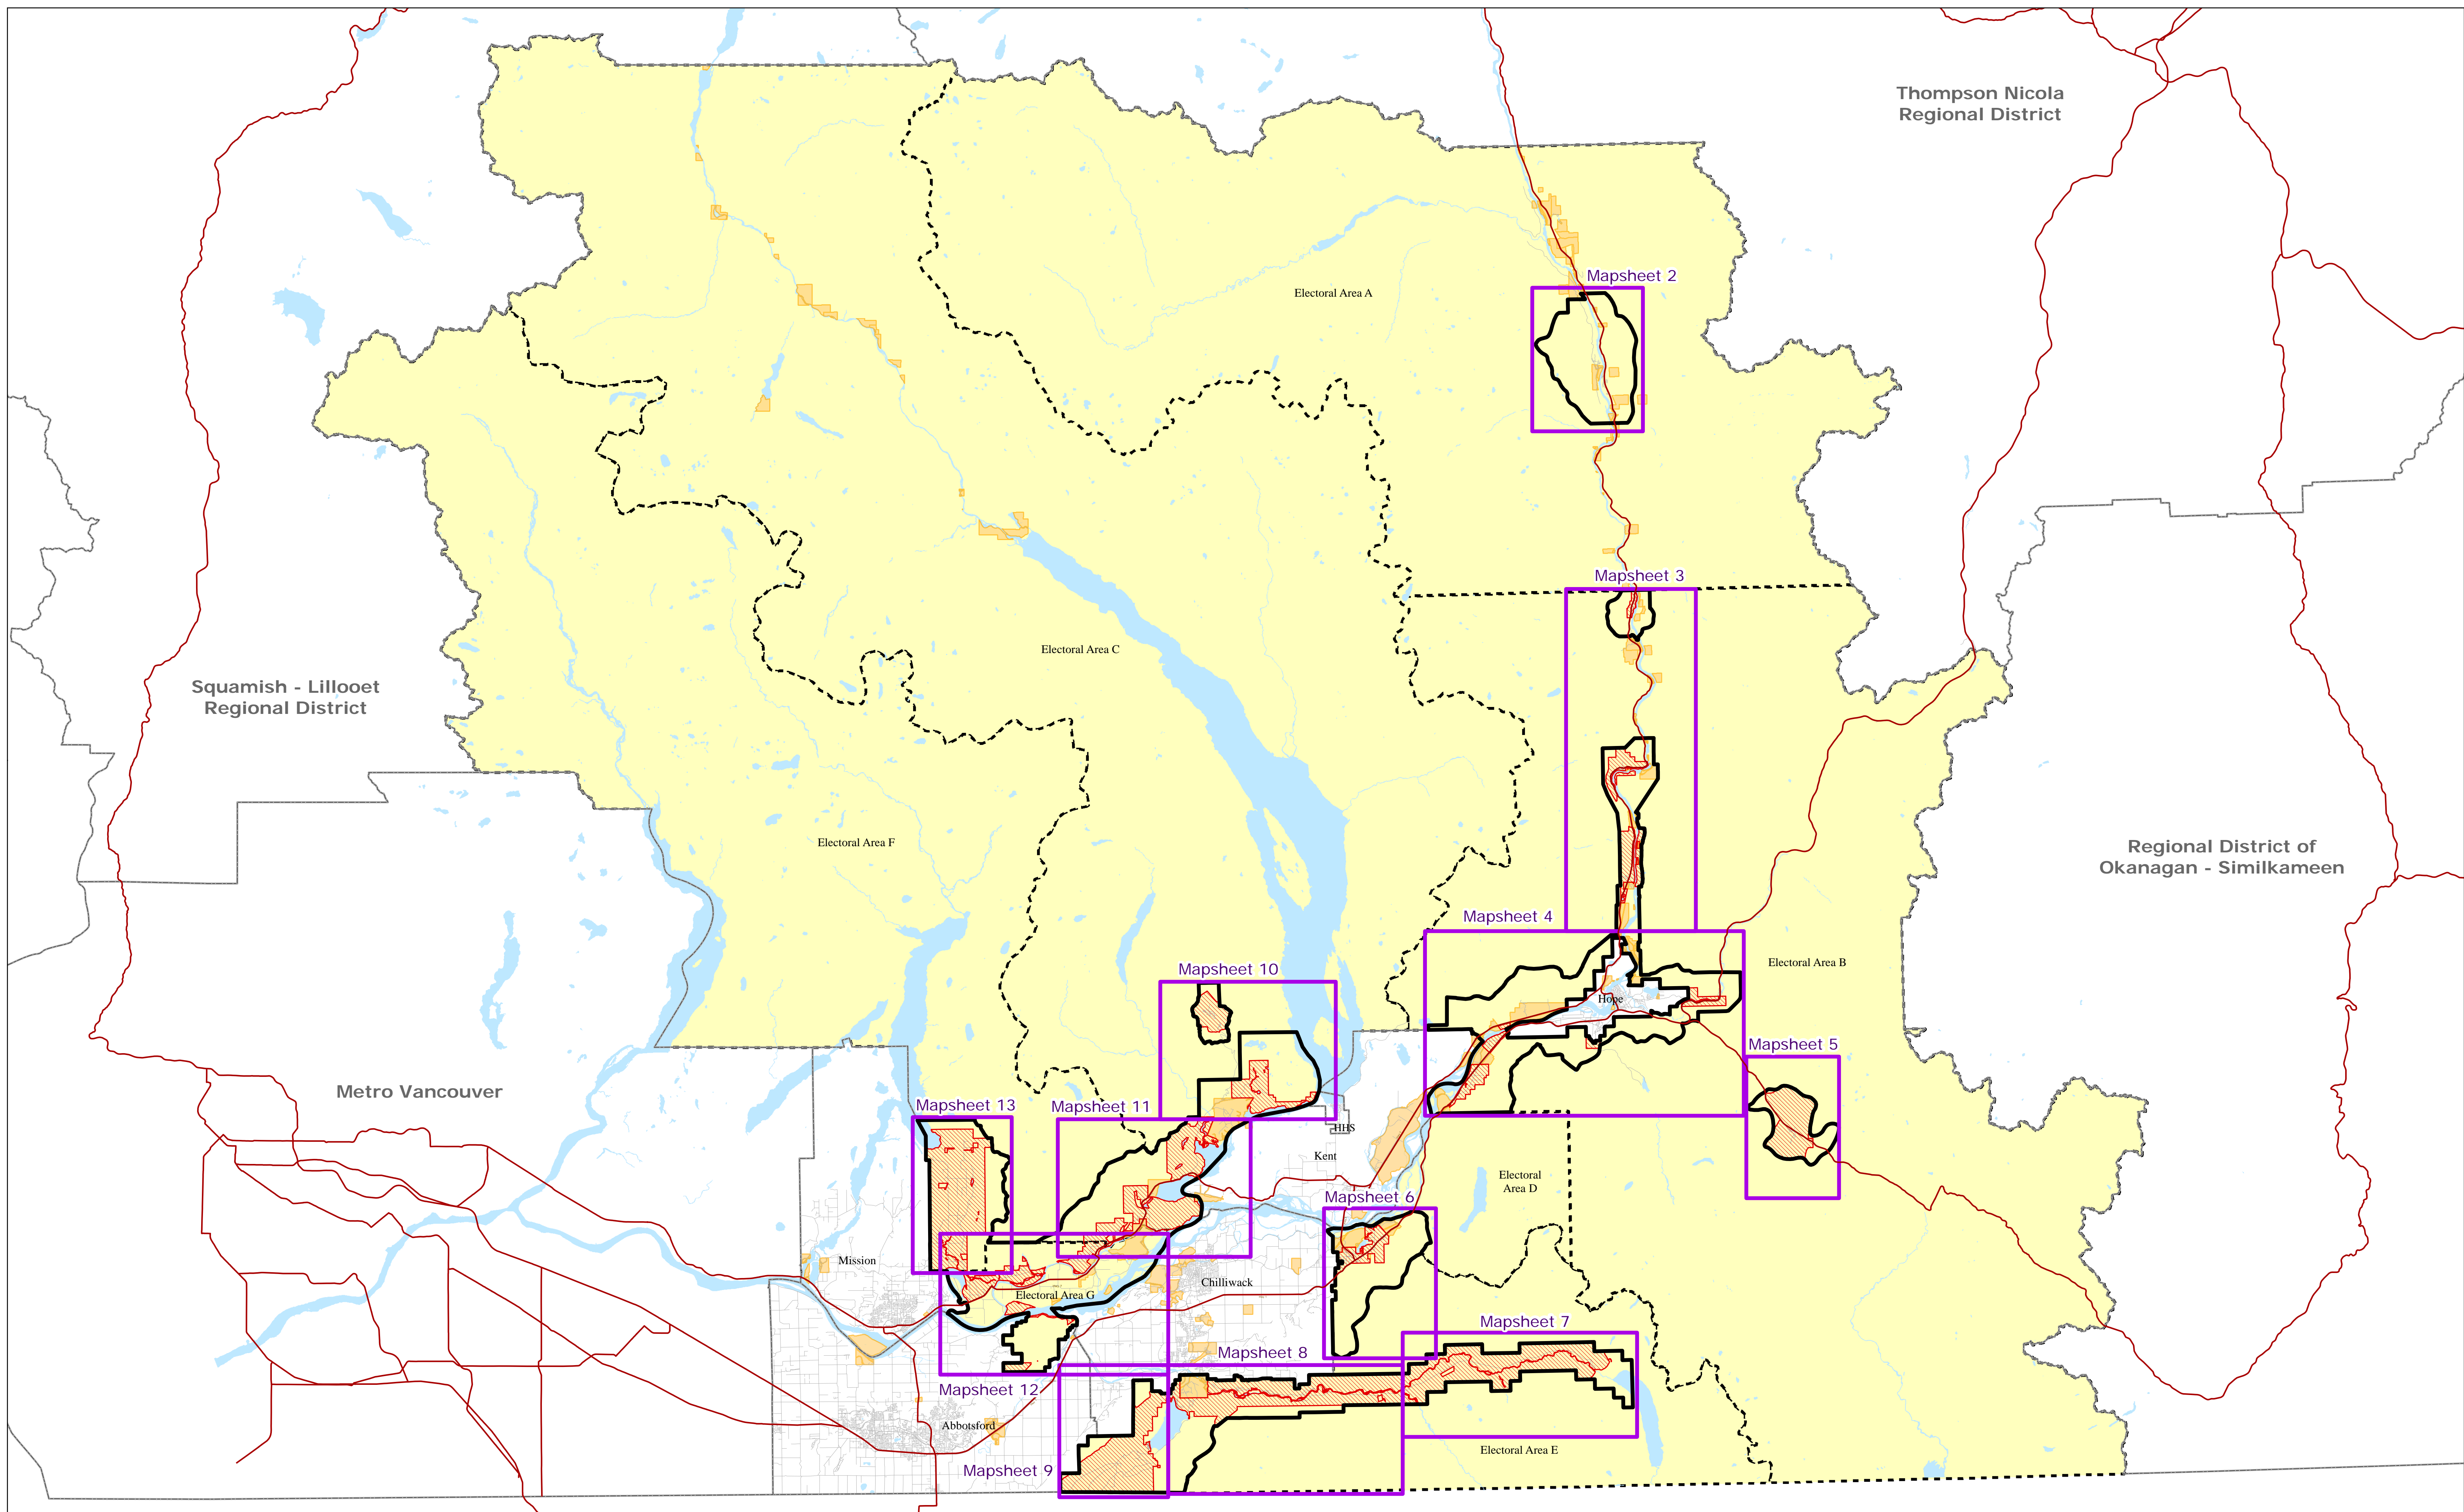 Thompson Nicola
Regional District
Mapsheet 2
Electoral Area A
Mapsheet 3
Electoral Area C
Squamish - Lillooet
Regional District
Electoral Area F
Regional District of
Okanagan - Similkameen
Mapsheet 4
Electoral Area B
Mapsheet 10
Hope
Mapsheet 5
Metro Vancouver
Mapsheet 13
Mapsheet 11
HHS
Kent
Electoral
Area D
Mapsheet 6
Mission
Chilliwack
Electoral Area G
Mapsheet 7
Mapsheet 8
Mapsheet 12
Abbotsford
Electoral Area E
Mapsheet 9